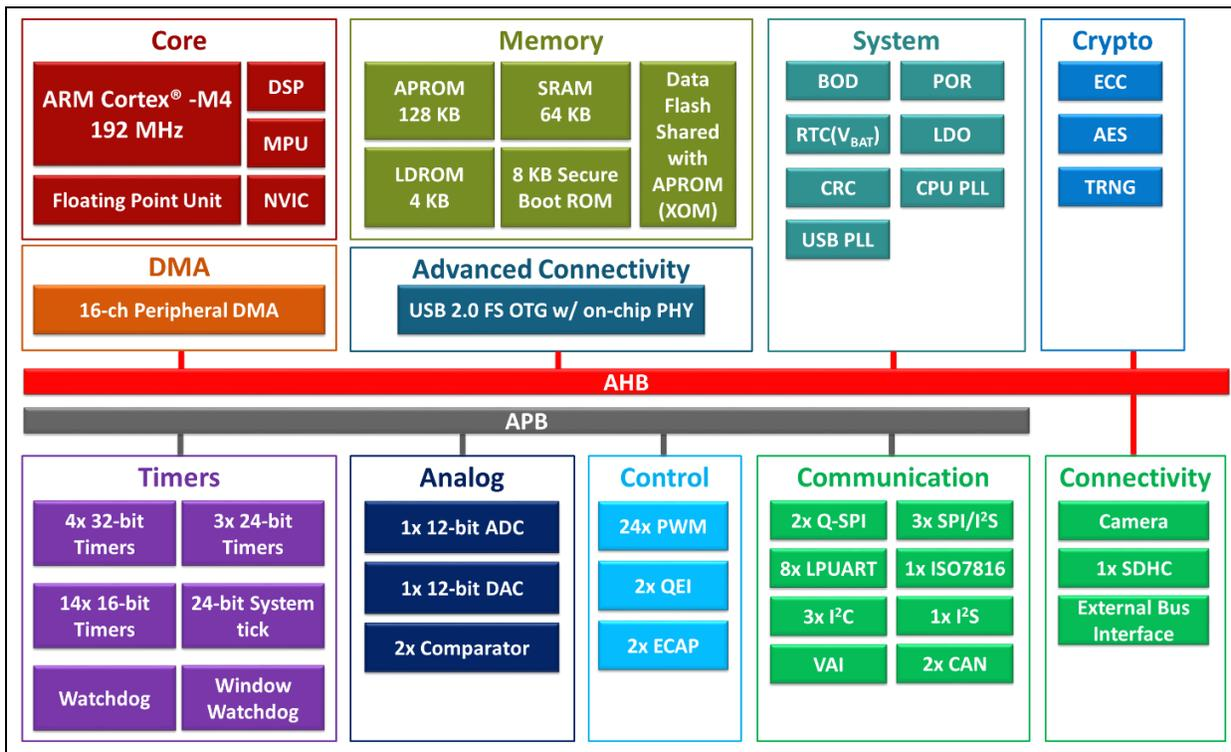 Core
ARM Cortex® -M4
192 MHz
DSP
MPU
Floating Point Unit
NVIC
Memory
APROM
128 KB
SRAM
64 KB
LDROM
4 KB
8 KB Secure
Boot ROM
Data
Flash
Shared
with
APROM
(XOM)
System
BOD
POR
RTC(VBAT)
LDO
CRC
CPU PLL
USB PLL
Crypto
ECC
AES
TRNG
DMA
16-ch Peripheral DMA
Advanced Connectivity
USB 2.0 FS OTG w/ on-chip PHY
AHB
APB
Timers
4x 32-bit
Timers
3x 24-bit
Timers
14x 16-bit
Timers
24-bit System
tick
Watchdog
Window
Watchdog
Analog
1x 12-bit ADC
1x 12-bit DAC
2x Comparator
Control
24x PWM
2x QEI
2x ECAP
Communication
2x Q-SPI
3x SPI/I²S
8x LPUART
1x ISO7816
3x I²C
1x I²S
VAI
2x CAN
Connectivity
Camera
1x SDHC
External Bus
Interface